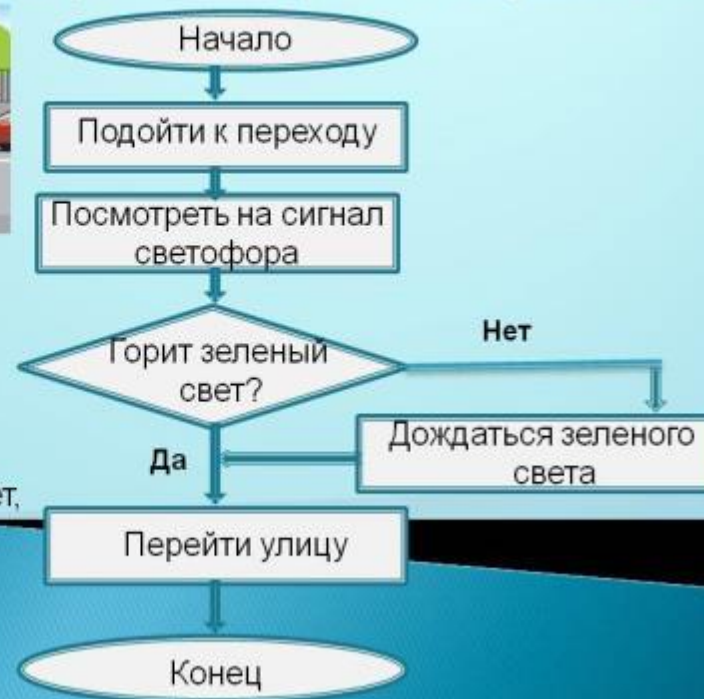 Начало
Подойти к переходу
Посмотреть на сигнал
светофора
Горит зеленый
свет?
Нет
Дождаться зеленого
света
Да
Перейти улицу
Конец